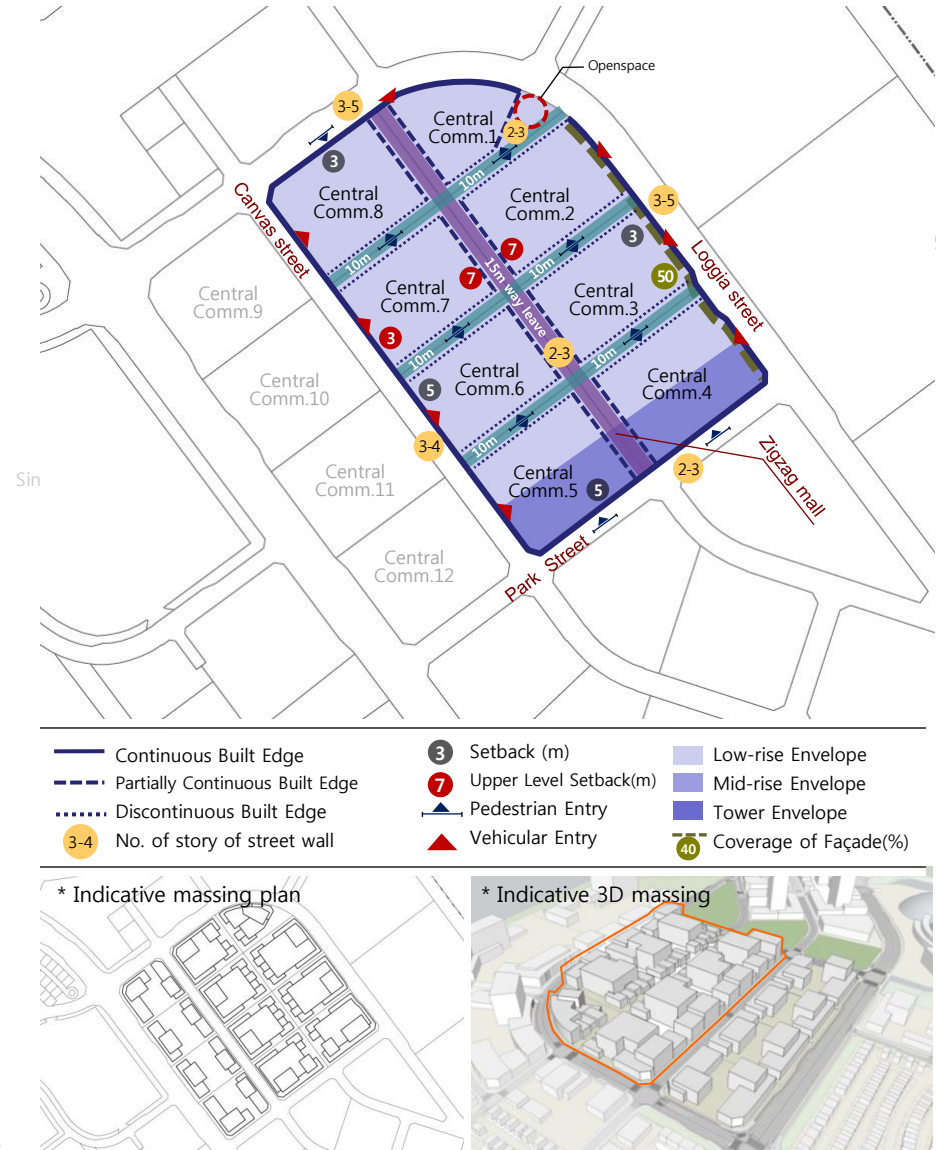 Openspace
3-5
Central
Comm.1
2-3
3
10m
Central
Comm.8
Central
Comm.2
3-5
Canvas street
3
10m
10m
7
7
Loggia street
50
Central
Comm.9
Central
Comm.7
15m way leave
Central
Comm.3
3
10m
2-3
10m
Central
Comm.6
Central
Comm.4
Central
Comm.10
5
3-4
10m
Zigzag mall
2-3
Central
Comm.5
5
Sin
Central
Comm.11
Central
Comm.12
Park Street
Continuous Built Edge
Partially Continuous Built Edge
Discontinuous Built Edge
3-4 No. of story of street wall
3 Setback (m)
7 Upper Level Setback(m)
Pedestrian Entry
Vehicular Entry
Low-rise Envelope
Mid-rise Envelope
Tower Envelope
40 Coverage of Façade(%)
* Indicative massing plan
* Indicative 3D massing